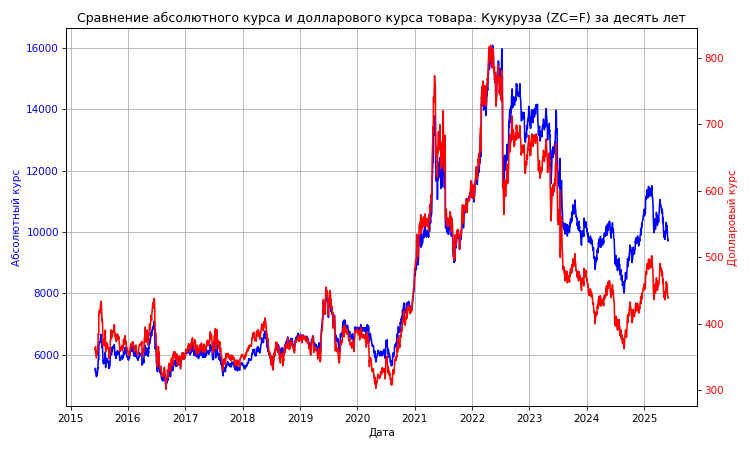 Сравнение абсолютного курса и долларового курса товара: Кукуруза (ZC=F) за десять лет
16000
14000
12000
10000
8000
6000
Абсолютный курс
800
700
600
500
400
300
Долларовый курс
2015 2016 2017 2018 2019 2020 2021 2022 2023 2024 2025
Дата